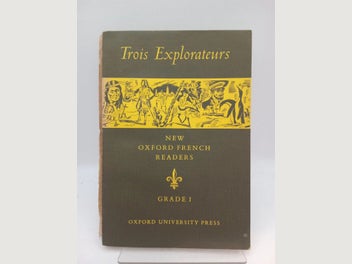 Trois Explorateurs
NEW
OXFORD FRENCH
READERS
GRADE I
OXFORD UNIVERSITY PRESS